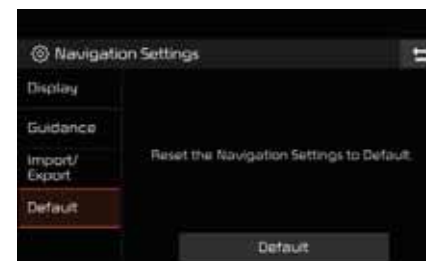 Navigation Settings
Display
Guidance
Import/
Export
Reset the Navigation Settings to Default.
Default
Default